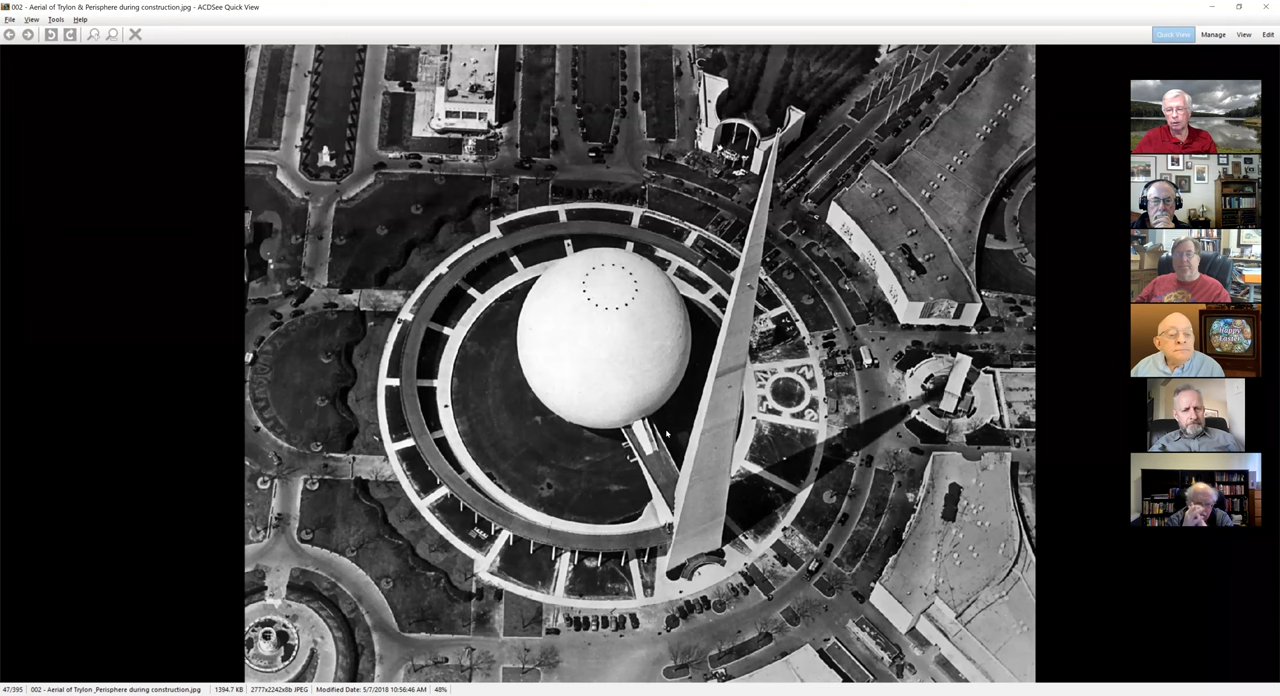 002 - Aerial of Trylon & Perisphere during construction.jpg - ACDSee Quick View
File View Tools Help
Quick View Manage View Edit
Happy
Easter
47/395 002 - Aerial of Trylon _Perisphere during construction.jpg 1394.7 KB 2777x2242x8b JPEG Modified Date: 5/7/2018 10:56:46 AM 48%